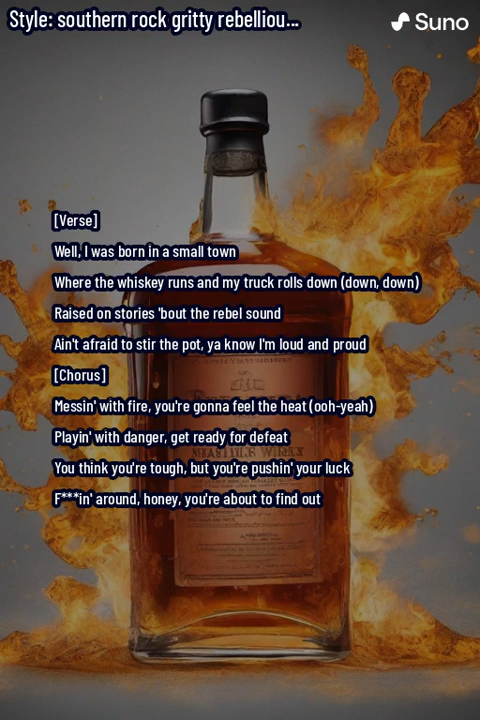 Style: southern rock gritty rebelliou...
Suno
[Verse]
Well, I was born in a small town
Where the whiskey runs and my truck rolls down (down, down)
Raised on stories 'bout the rebel sound
Ain't afraid to stir the pot, ya know I'm loud and proud
[Chorus]
Messin' with fire, you're gonna feel the heat (ooh-yeah)
Playin' with danger, get ready for defeat
You think you're tough, but you're pushin' your luck
F***in' around, honey, you're about to find out